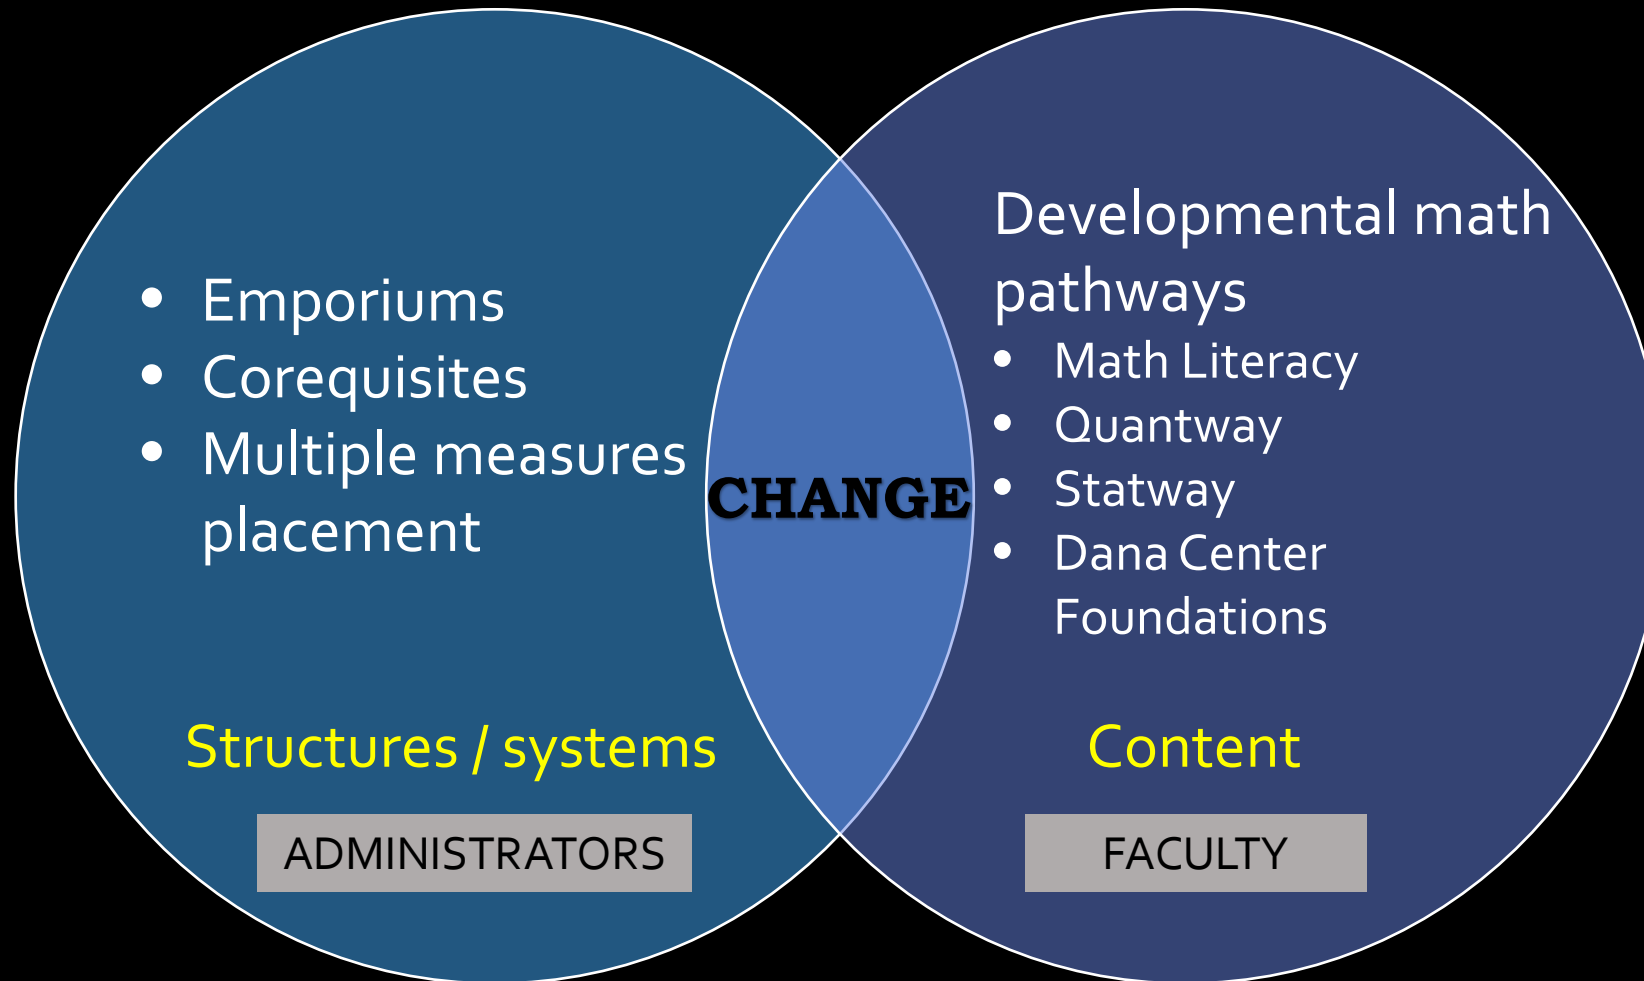 • Emporiums
• Corequisites
• Multiple measures
placement
Structures / systems
ADMINISTRATORS
CHANGE
Developmental math
pathways
• Math Literacy
• Quantway
• Statway
• Dana Center
Foundations
Content
FACULTY